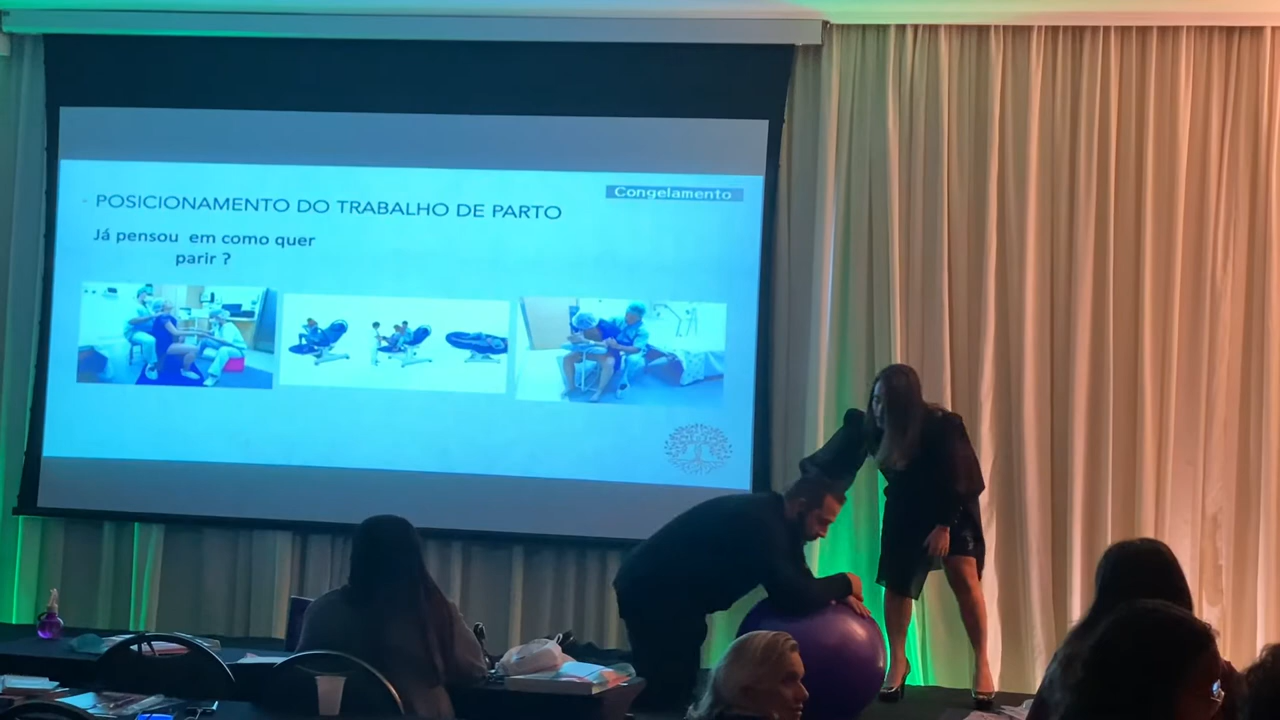 Congelamento
- POSICIONAMENTO DO TRABALHO DE PARTO
Já pensou em como quer
parir ?